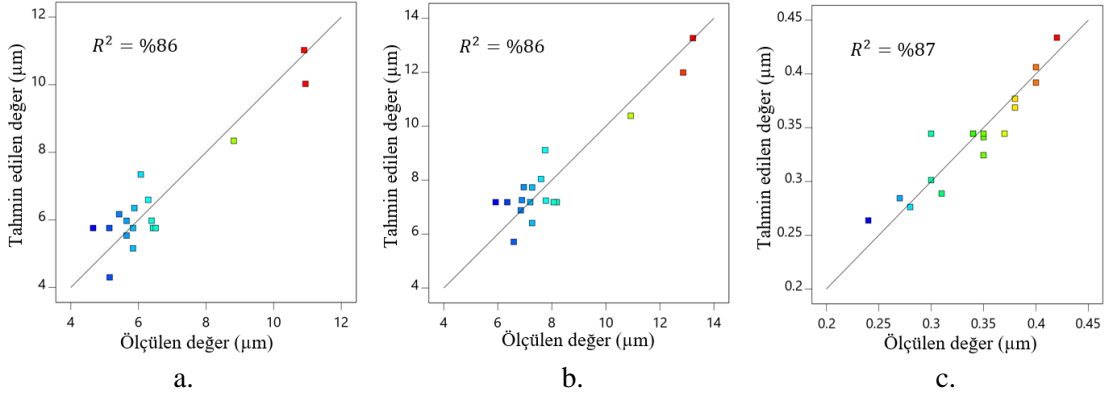 12
10
8
6
4
4
6
8
10
12
R² = %86
Tahmin edilen değer (µm)
Ölçülen değer (µm)
a.
14
12
10
8
6
4
4
6
8
10
12
14
R² = %86
Tahmin edilen değer (µm)
Ölçülen değer (µm)
b.
0.45
0.4
0.35
0.3
0.25
0.2
0.2
0.25
0.3
0.35
0.4
0.45
R² = %87
Tahmin edilen değer (µm)
Ölçülen değer (µm)
c.